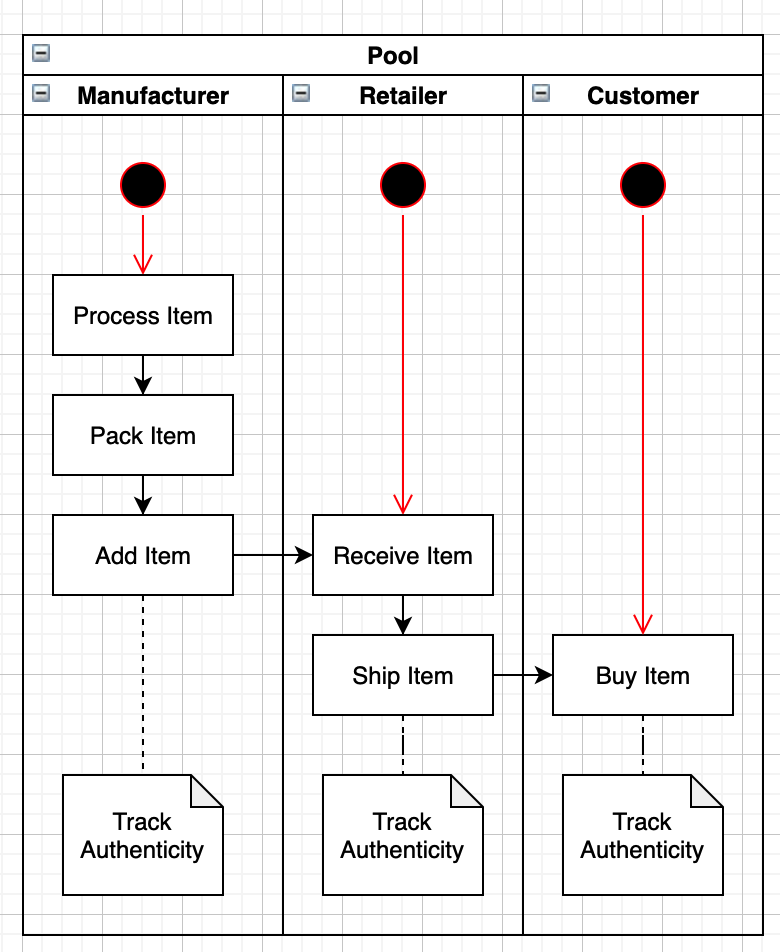 Pool
Manufacturer
Retailer
Customer
Process Item
Pack Item
Add Item
Receive Item
Ship Item
Buy Item
Track
Authenticity
Track
Authenticity
Track
Authenticity